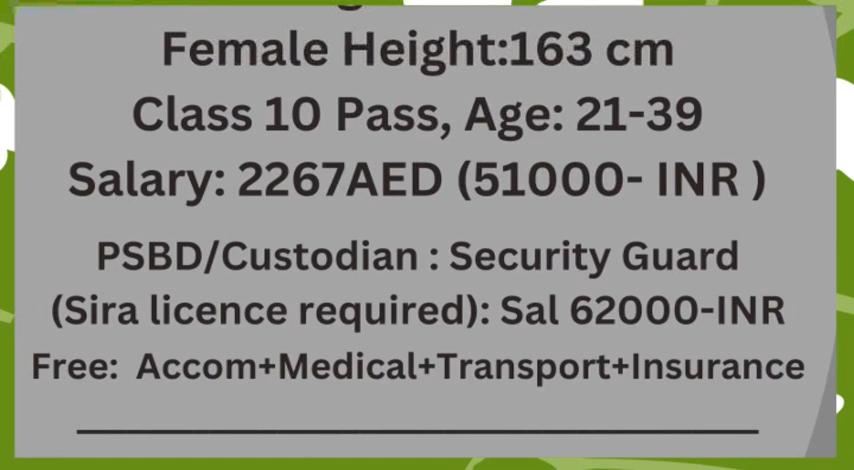 Female Height:163 cm
Class 10 Pass, Age: 21-39
Salary: 2267AED (51000- INR )
PSBD/Custodian : Security Guard
(Sira licence required): Sal 62000-INR
Free: Accom+Medical+Transport+Insurance